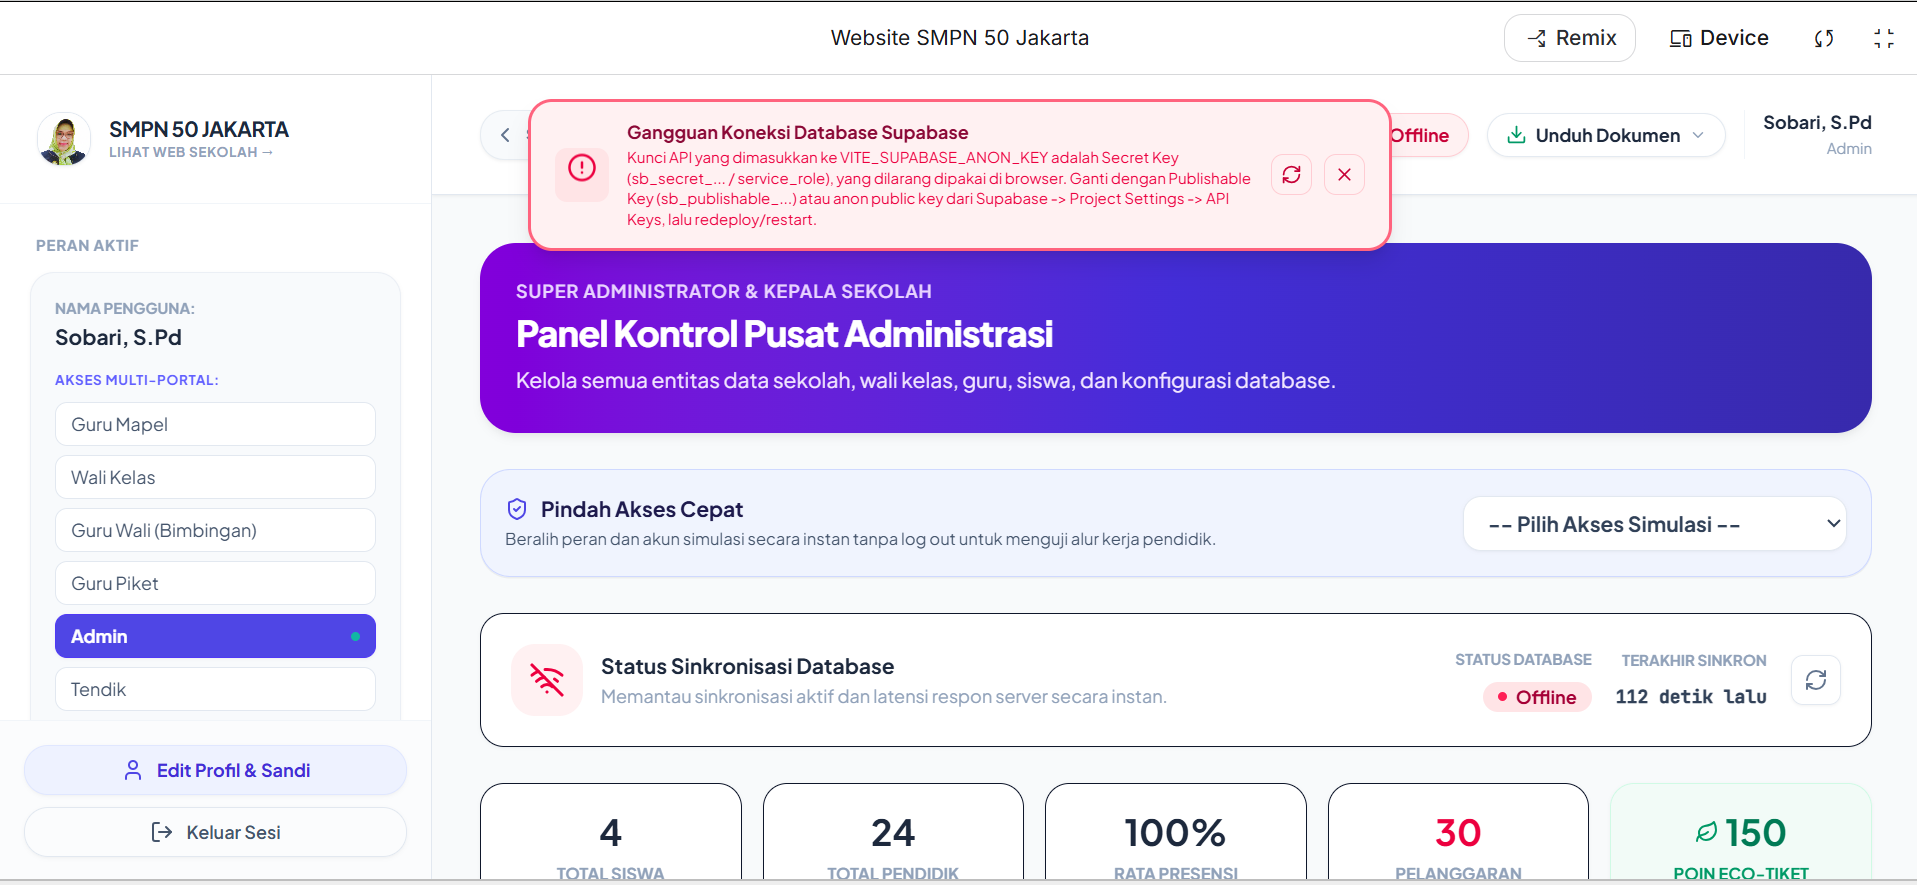 Website SMPN 50 Jakarta
Remix
Device
SMPN 50 JAKARTA
LIHAT WEB SEKOLAH →
PERAN AKTIF
NAMA PENGGUNA:
Sobari, S.Pd
AKSES MULTI-PORTAL:
Guru Mapel
Wali Kelas
Guru Wali (Bimbingan)
Guru Piket
Admin
Tendik
Edit Profil & Sandi
Keluar Sesi
Gangguan Koneksi Database Supabase
Kunci API yang dimasukkan ke VITE_SUPABASE_ANON_KEY adalah Secret Key
(sb_secret_... / service_role), yang dilarang dipakai di browser. Ganti dengan Publishable
Key (sb_publishable_...) atau anon public key dari Supabase -> Project Settings -> API
Keys, lalu redeploy/restart.
Offline
Unduh Dokumen
Sobari, S.Pd
Admin
SUPER ADMINISTRATOR & KEPALA SEKOLAH
Panel Kontrol Pusat Administrasi
Kelola semua entitas data sekolah, wali kelas, guru, siswa, dan konfigurasi database.
Pindah Akses Cepat
Beralih peran dan akun simulasi secara instan tanpa log out untuk menguji alur kerja pendidik.
-- Pilih Akses Simulasi --
Status Sinkronisasi Database
Memantau sinkronisasi aktif dan latensi respon server secara instan.
STATUS DATABASE
Offline
TERAKHIR SINKRON
112 detik lalu
4
TOTAL SISWA
24
TOTAL PENDIDIK
100%
RATA PRESENSI
30
PELANGGARAN
150
POIN ECO-TIKET